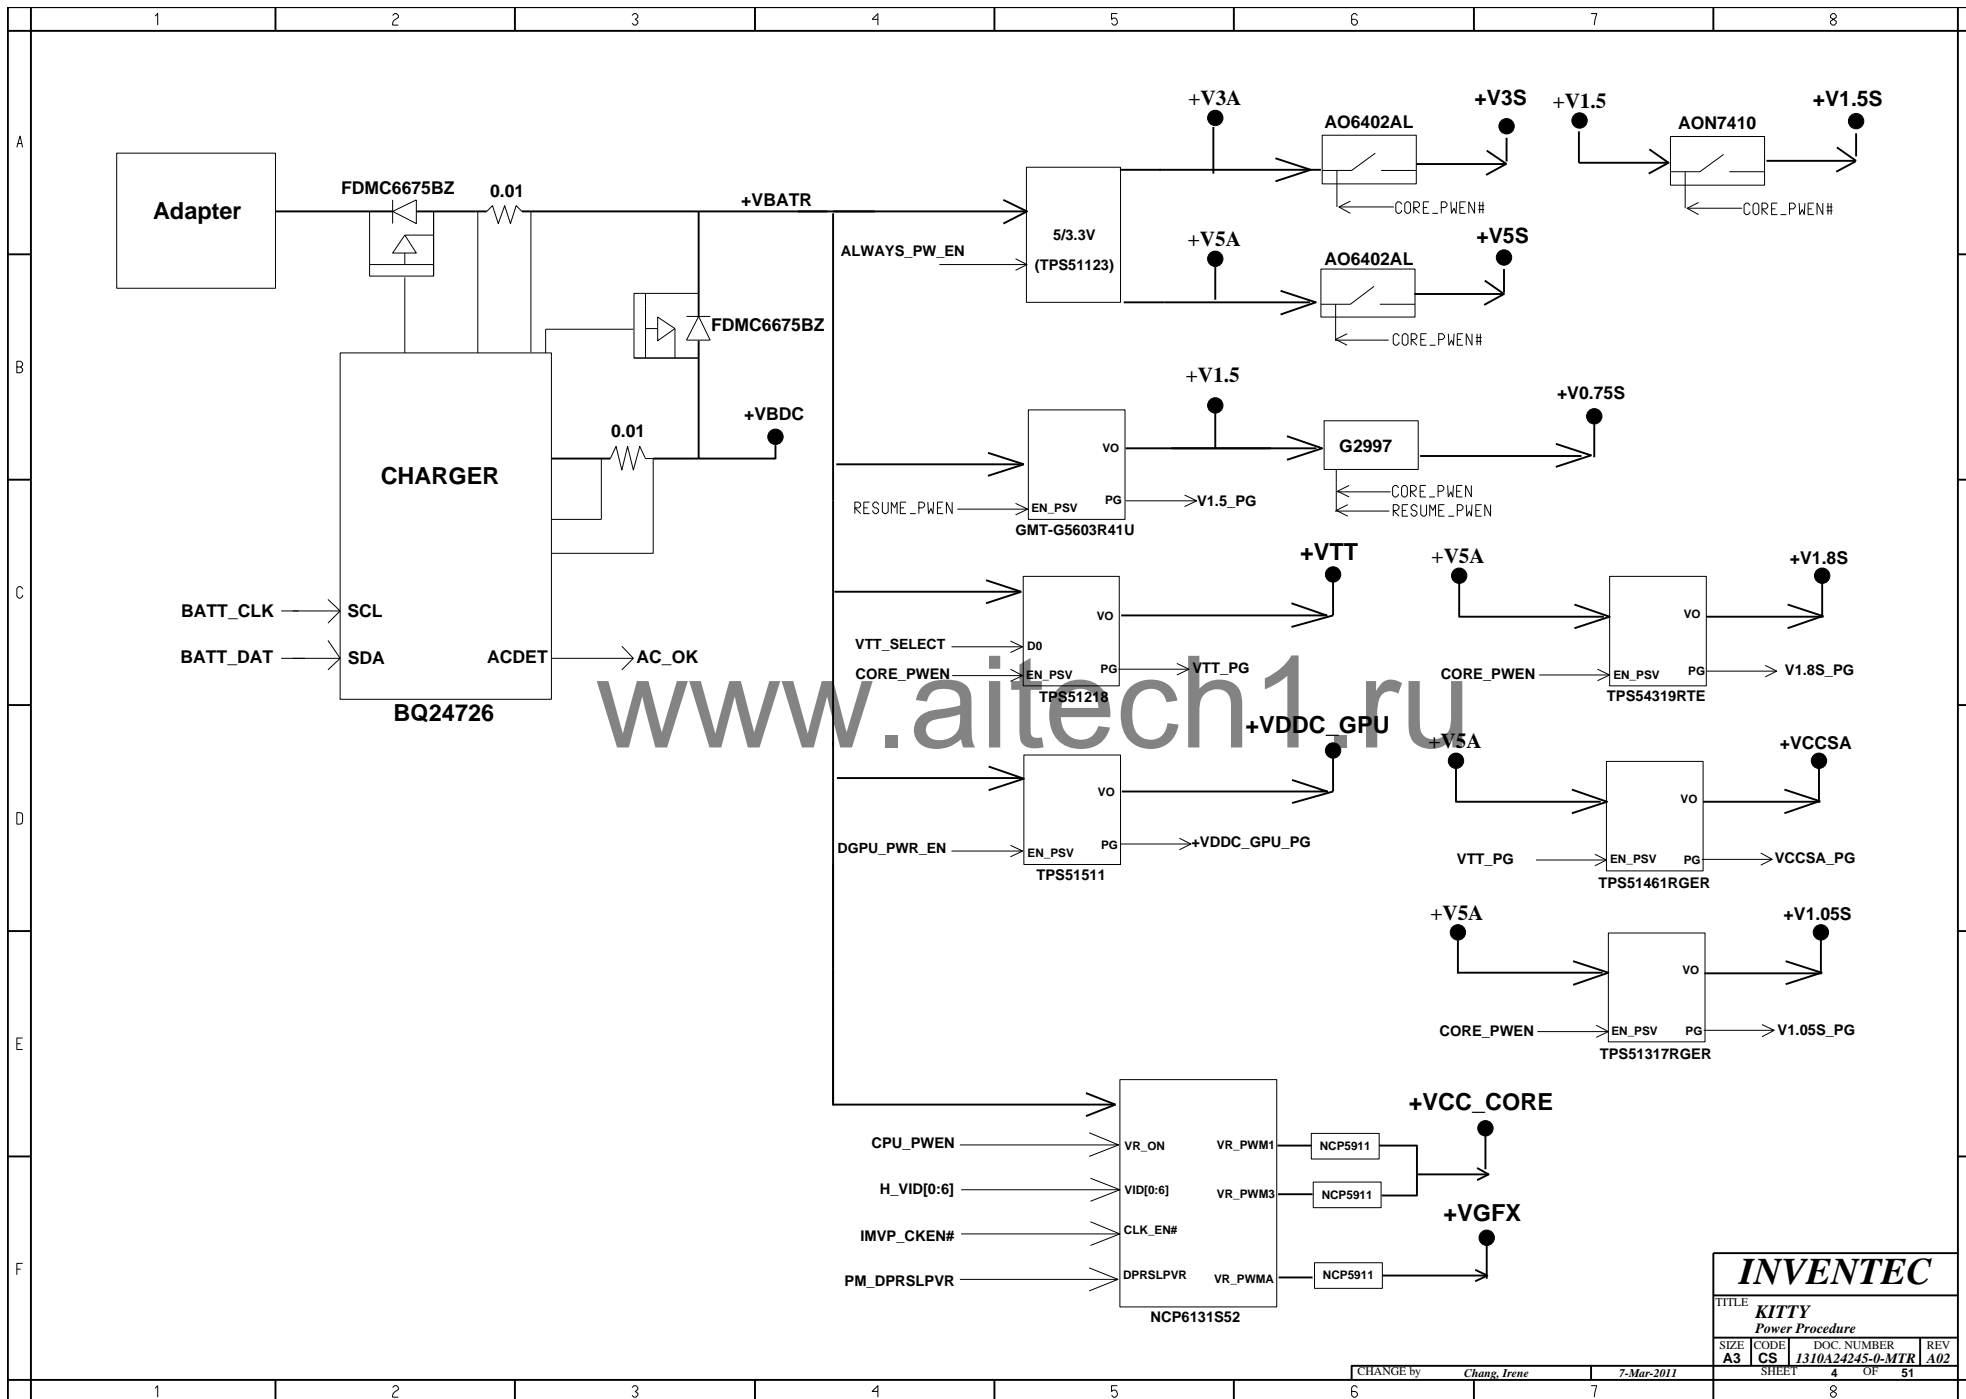 1 2 3 4 5 6 7 8
A
B
C
D
E
F
Adapter
FDMC6675BZ
0.01
+VBATR
FDMC6675BZ
+VBDC
0.01
CHARGER
BATT_CLK
SCL
BATT_DAT
SDA
ACDET
AC_OK
BQ24726
ALWAYS_PW_EN
5/3.3V
(TPS51123)
+V3A
AO6402AL
+V3S
CORE_PWEN#
+V1.5
AON7410
+V1.5S
CORE_PWEN#
+V5A
AO6402AL
+V5S
CORE_PWEN#
+V1.5
VO
RESUME_PWEN
EN_PSV
PG
V1.5_PG
GMT-G5603R41U
G2997
+V0.75S
CORE_PWEN
RESUME_PWEN
+VTT
VO
VTT_SELECT
D0
CORE_PWEN
EN_PSV
PG
VTT_PG
TPS51218
+V5A
+V1.8S
VO
CORE_PWEN
EN_PSV
PG
V1.8S_PG
TPS54319RTE
www.aitech1.ru
+VDDC_GPU
VO
DGPU_PWR_EN
EN_PSV
PG
+VDDC_GPU_PG
TPS51511
+V5A
+VCCSA
VO
VTT_PG
EN_PSV
PG
VCCSA_PG
TPS51461RGER
+V5A
+V1.05S
VO
CORE_PWEN
EN_PSV
PG
V1.05S_PG
TPS51317RGER
CPU_PWEN
VR_ON
H_VID[0:6]
VID[0:6]
IMVP_CKEN#
CLK_EN#
PM_DPRSLPVR
DPRSLPVR
VR_PWM1
NCP5911
VR_PWM3
NCP5911
VR_PWMA
NCP5911
+VCC_CORE
+VGFX
NCP6131S52
INVENTEC
TITLE
KITTY
Power Procedure
SIZE CODE DOC. NUMBER REV
A3 CS 1310A24245-0-MTR A02
CHANGE by Chang, Irene 7-Mar-2011 SHEET 4 OF 51
1 2 3 4 5 6 7 8